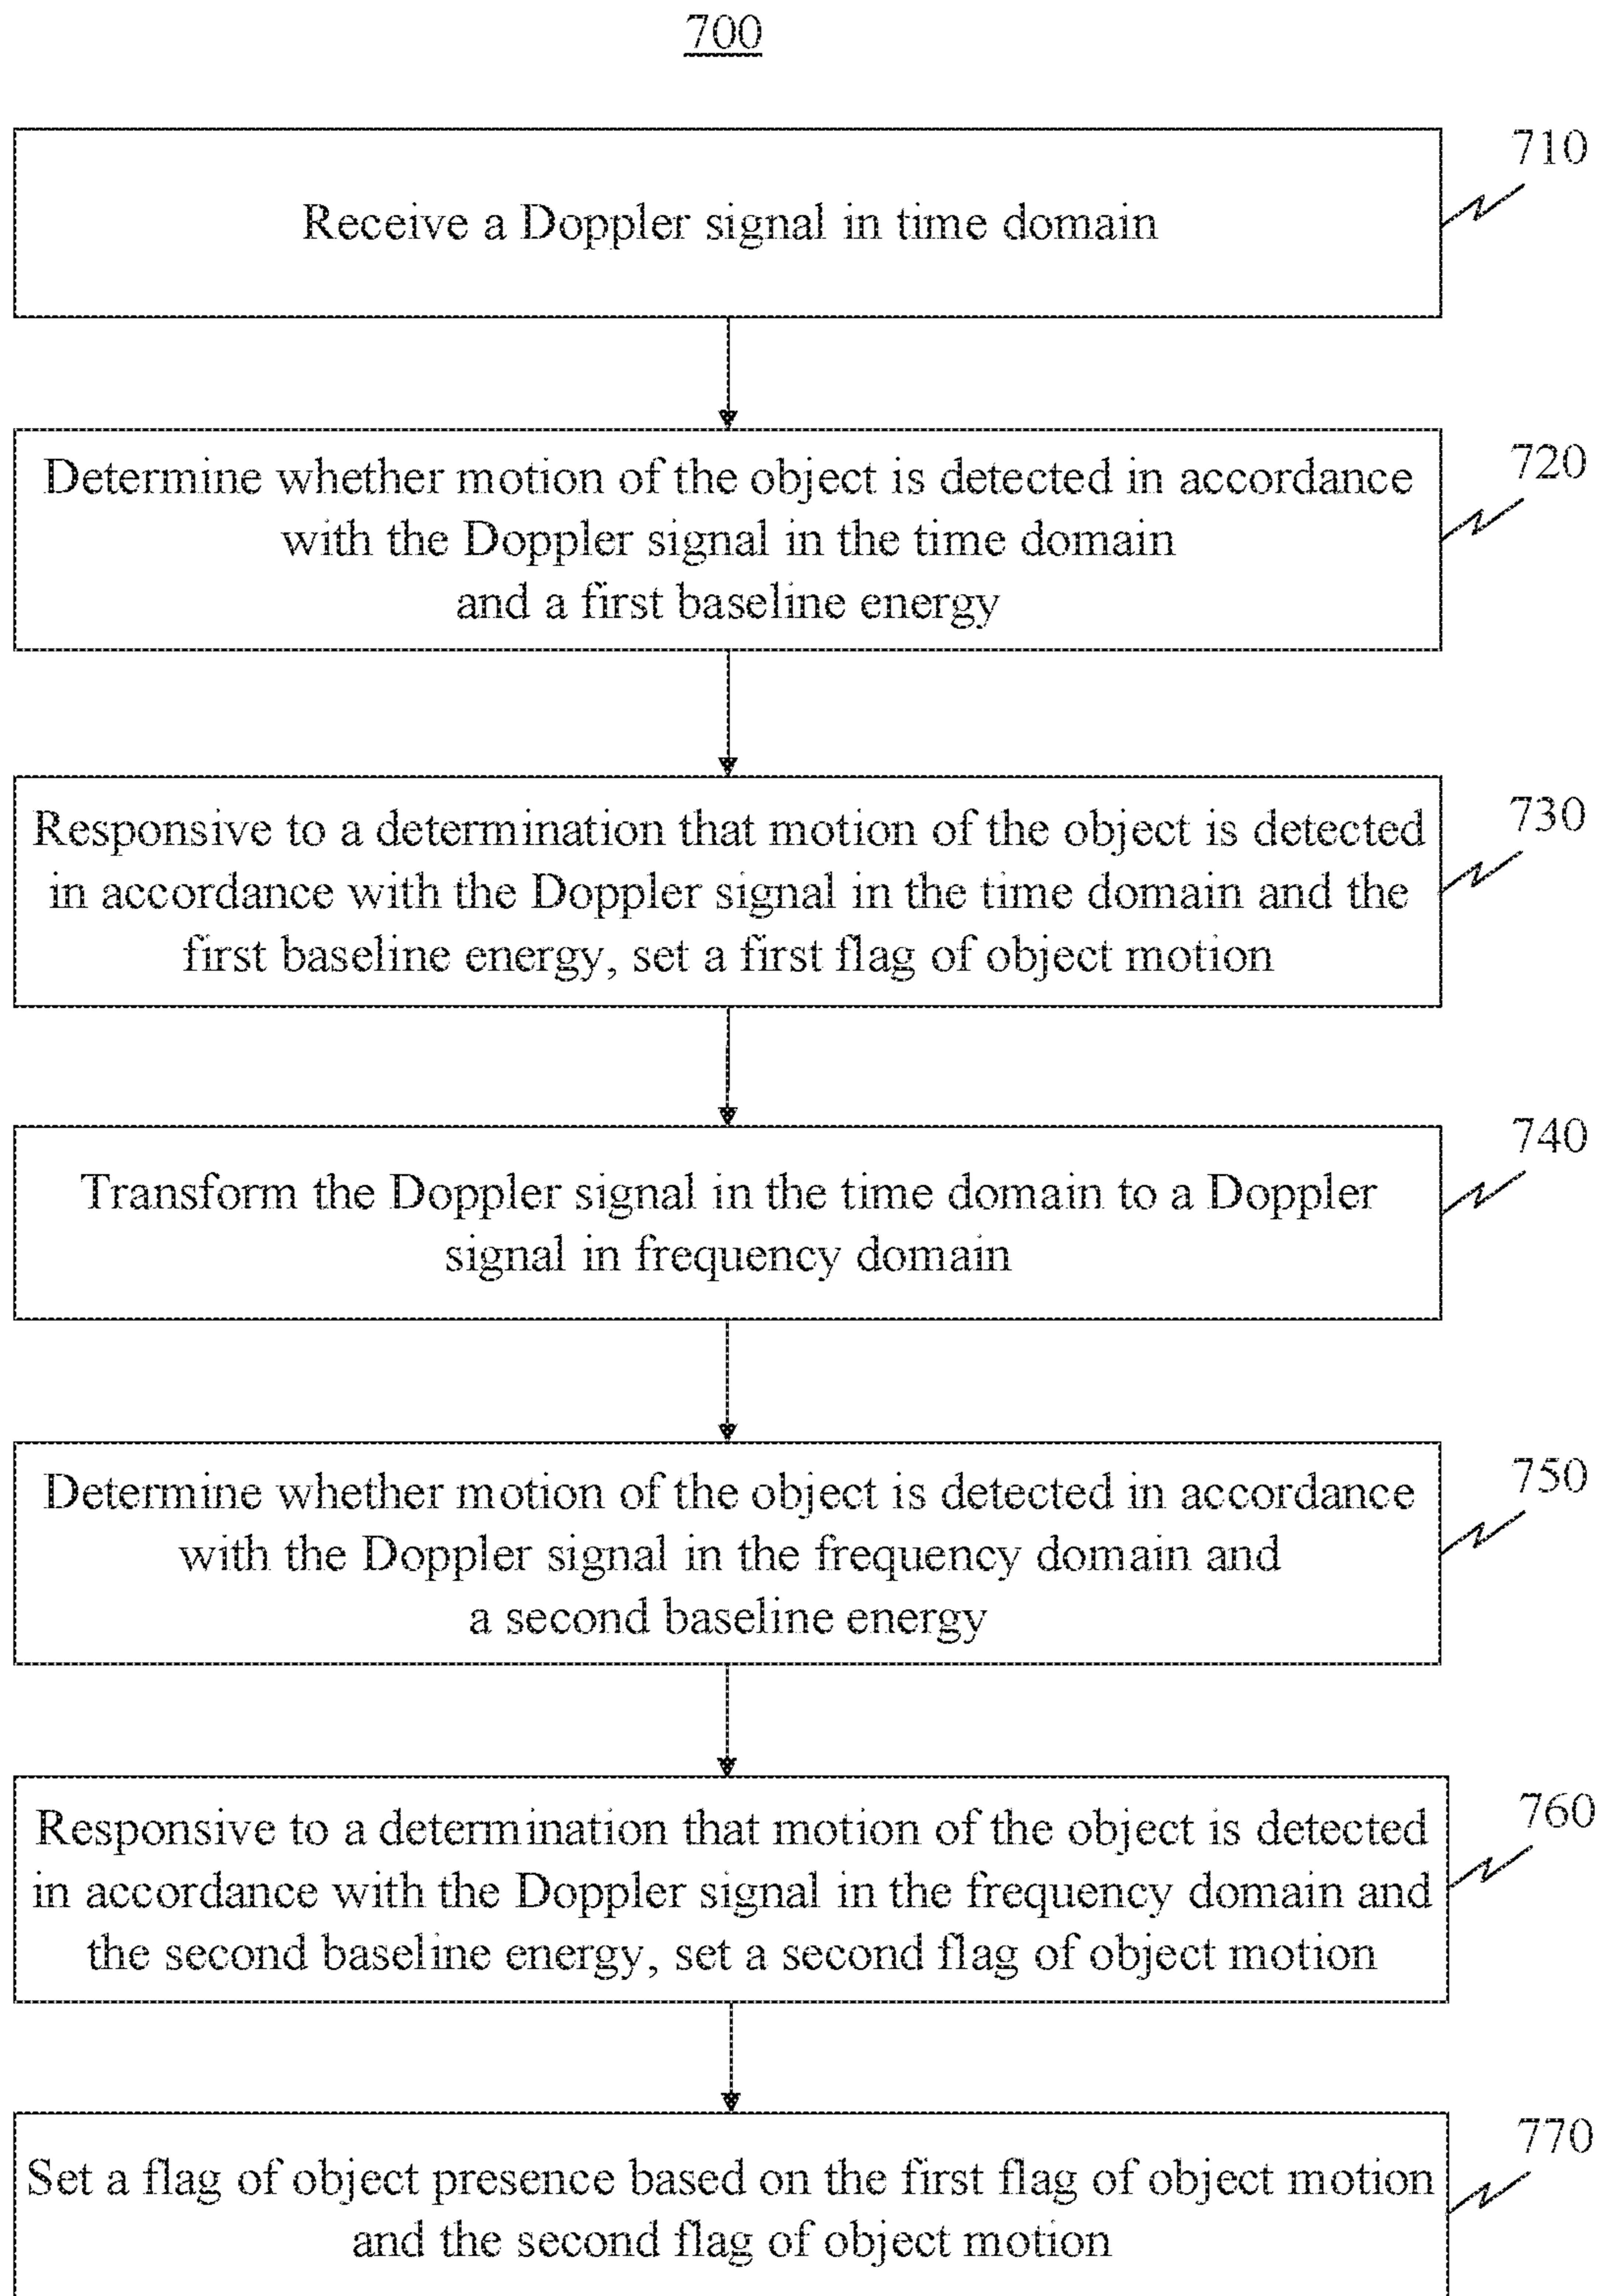 700
710
Receive a Doppler signal in time domain
720
Determine whether motion of the object is detected in accordance
with the Doppler signal in the time domain
and a first baseline energy
730
Responsive to a determination that motion of the object is detected
in accordance with the Doppler signal in the time domain and the
first baseline energy, set a first flag of object motion
740
Transform the Doppler signal in the time domain to a Doppler
signal in frequency domain
750
Determine whether motion of the object is detected in accordance
with the Doppler signal in the frequency domain and
a second baseline energy
760
Responsive to a determination that motion of the object is detected
in accordance with the Doppler signal in the frequency domain and
the second baseline energy, set a second flag of object motion
770
Set a flag of object presence based on the first flag of object motion
and the second flag of object motion